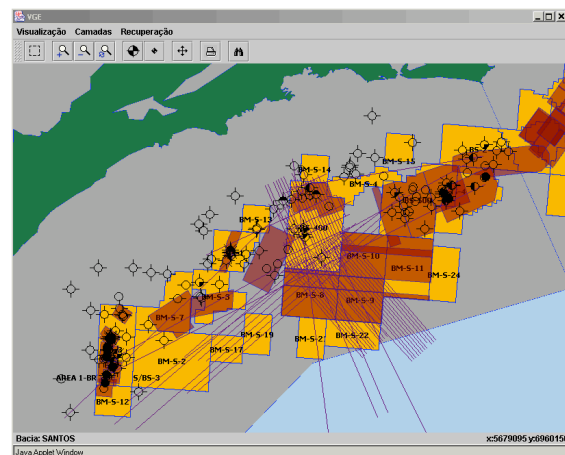 VGE
Visualização Camadas Recuperação
BM-S-15
BM-S-14
BM-S-4
BM-S-13
BM-S-10
BM-S-11
BM-S-24
BM-S-3
BM-S-8
BM-S-9
BM-S-7
BM-S-19
BM-S-22
BM-S-17
BM-S-2
AREA 1-BR
S/BS-3
BM-S-12
Bacia: SANTOS x:5679095 y:6960150
Java Applet Window